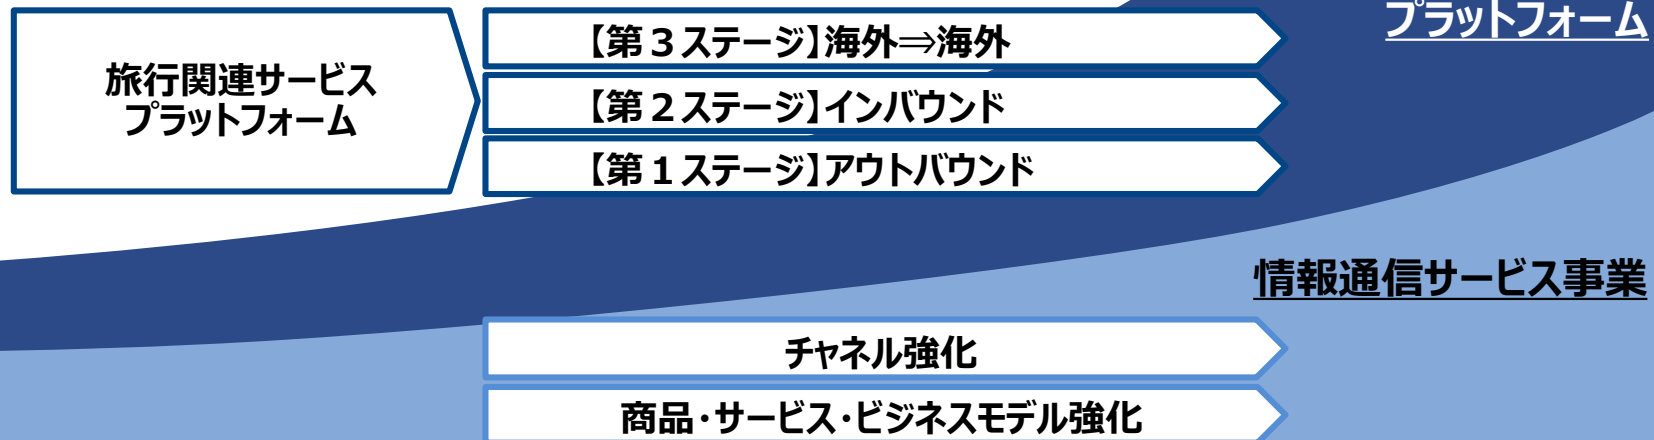 プラットフォーム
旅行関連サービス
プラットフォーム
【第３ステージ】海外⇒海外
【第２ステージ】インバウンド
【第１ステージ】アウトバウンド
情報通信サービス事業
チャネル強化
商品・サービス・ビジネスモデル強化